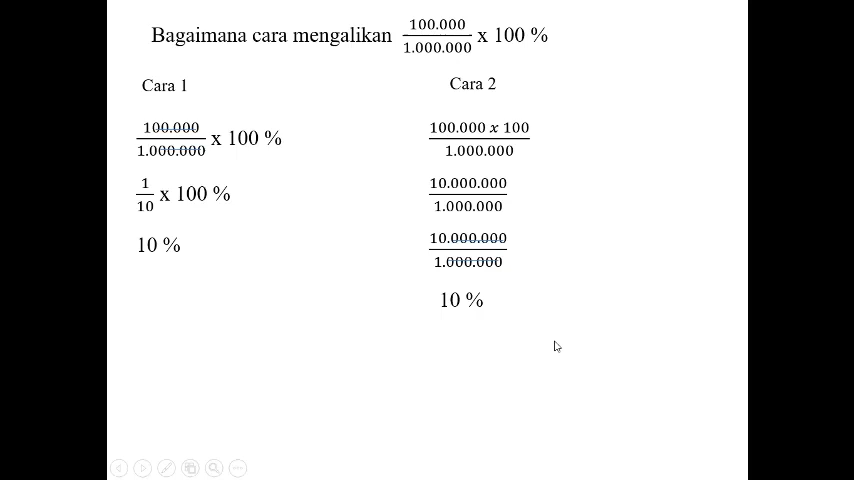 Bagaimana cara mengalikan 100.000/1.000.000 x 100 %
Cara 1
100.000/1.000.000 x 100 %
1/10 x 100 %
10 %
Cara 2
100.000 x 100/1.000.000
10.000.000/1.000.000
10.000.000/1.000.000
10 %